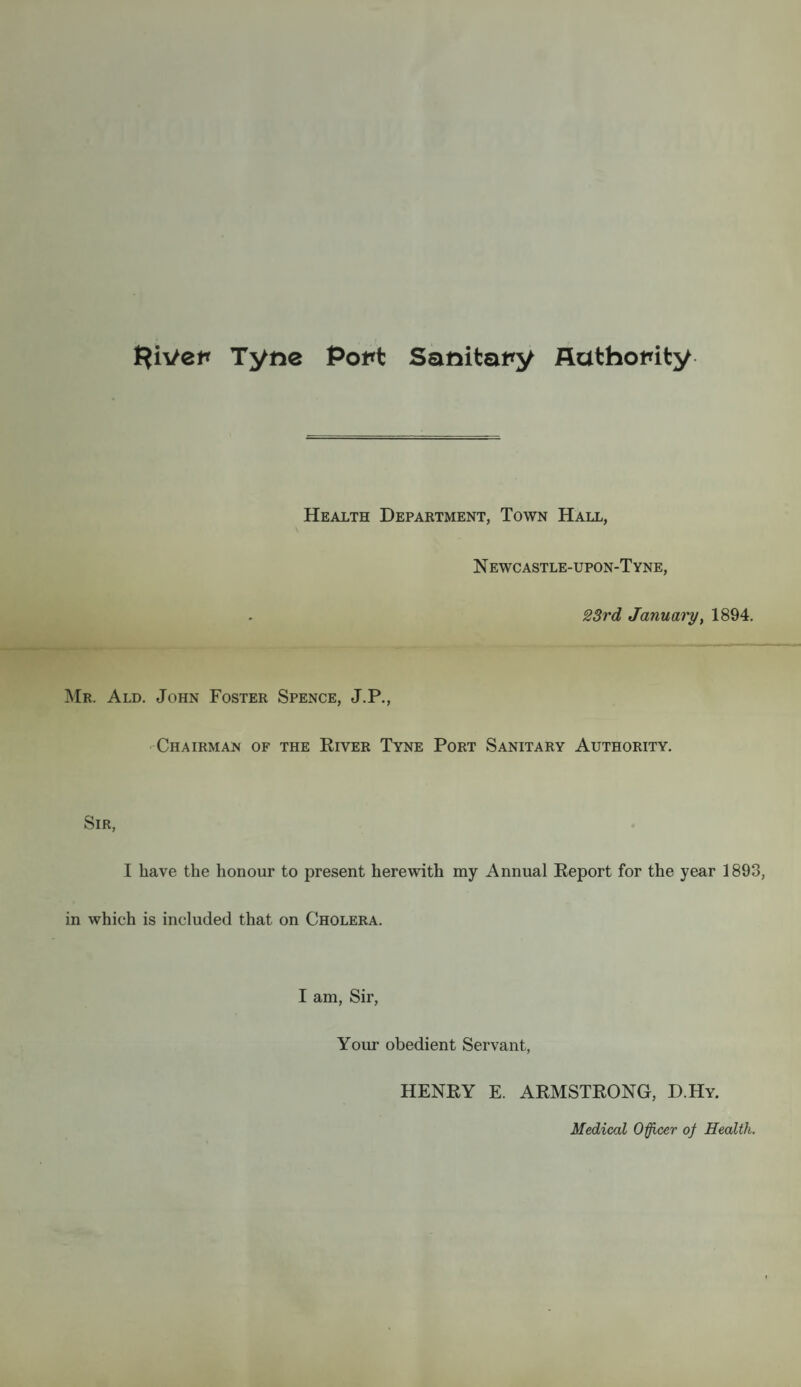 River Tyne Port Sanitary Authority
Health Department, Town Hall,
Newcastle-upon-Tyne,
23rd January, 1894.
Mr. Ald. John Foster Spence, J.P.,
Chairman of the River Tyne Port Sanitary Authority.
Sir,
I have the honour to present herewith my Annual Report for the year 1893,
in which is included that on Cholera.
I am, Sir,
Your obedient Servant,
HENRY E. ARMSTRONG, D.Hy.
Medical Officer of Health.